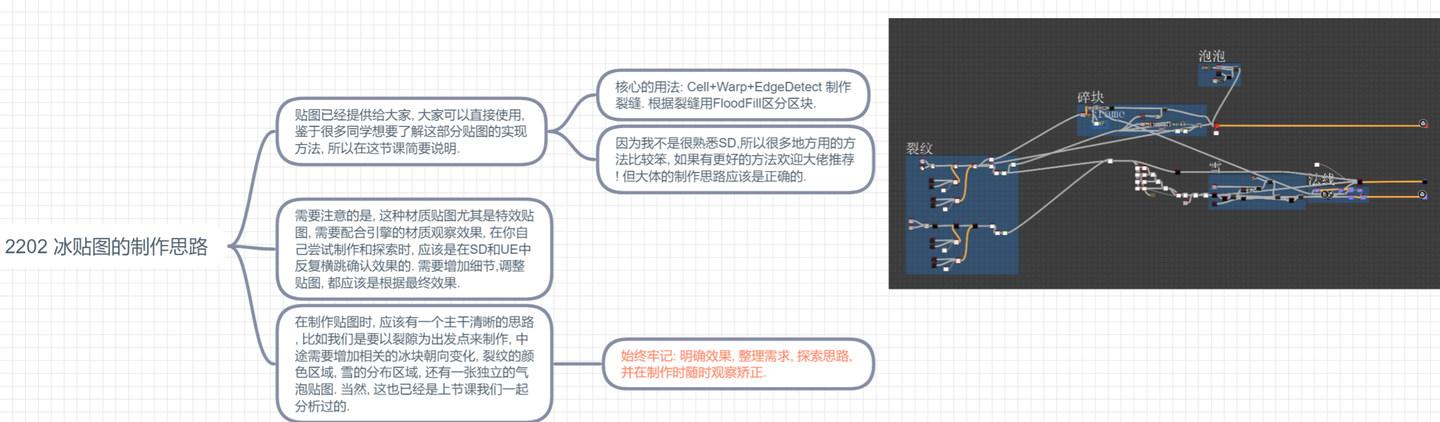 2202 冰贴图的制作思路
贴图已经提供给大家, 大家可以直接使用,
鉴于很多同学想要了解这部分贴图的实现
方法, 所以在这节课简要说明.
核心的用法: Cell+Warp+EdgeDetect 制作
裂缝. 根据裂缝用FloodFill区分区块.
因为我不是很熟悉SD,所以很多地方用的方
法比较笨, 如果有更好的方法欢迎大佬推荐
! 但大体的制作思路应该是正确的.
需要注意的是, 这种材质贴图尤其是特效贴
图, 需要配合引擎的材质观察效果, 在你自
己尝试制作和探索时, 应该是在SD和UE中
反复横跳确认效果的. 需要增加细节,调整
贴图, 都应该是根据最终效果.
在制作贴图时, 应该有一个主干清晰的思路
, 比如我们是要以裂隙为出发点来制作, 中
途需要增加相关的冰块朝向变化, 裂纹的颜
色区域, 雪的分布区域, 还有一张独立的气
泡贴图. 当然, 这也已经是上节课我们一起
分析过的.
始终牢记: 明确效果, 整理需求, 探索思路,
并在制作时随时观察矫正.
泡泡
碎块
裂纹
法线